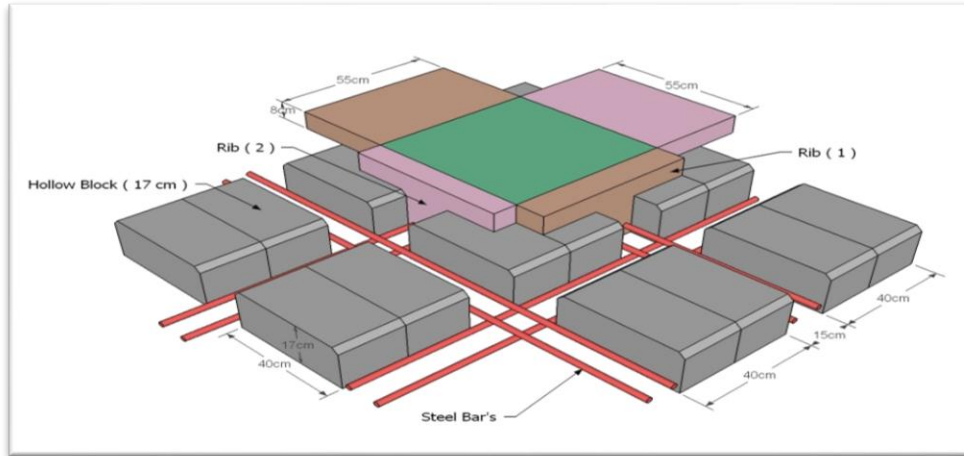 55cm
55cm
8cm
Rib ( 2 )
Rib ( 1 )
Hollow Block ( 17 cm )
40cm
15cm
17cm
40cm
40cm
Steel Bar's